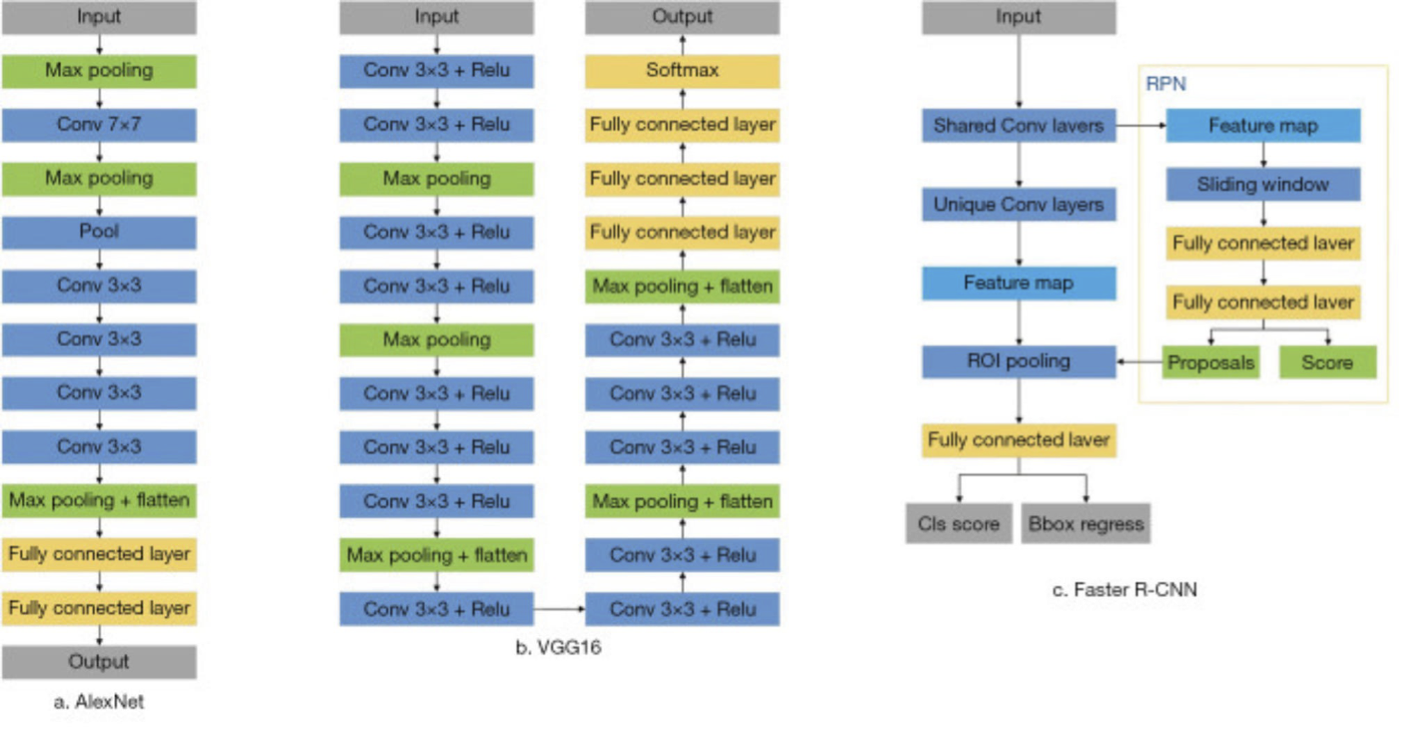 Input
Max pooling
Conv 7×7
Max pooling
Pool
Conv 3×3
Conv 3×3
Conv 3×3
Conv 3×3
Max pooling + flatten
Fully connected layer
Fully connected layer
Output
a. AlexNet
Input
Conv 3×3 + Relu
Conv 3×3 + Relu
Max pooling
Conv 3×3 + Relu
Conv 3×3 + Relu
Max pooling
Conv 3×3 + Relu
Conv 3×3 + Relu
Conv 3×3 + Relu
Max pooling + flatten
Conv 3×3 + Relu
Output
Softmax
Fully connected layer
Fully connected layer
Fully connected layer
Max pooling + flatten
Conv 3×3 + Relu
Conv 3×3 + Relu
Conv 3×3 + Relu
Max pooling + flatten
Conv 3×3 + Relu
Conv 3×3 + Relu
b. VGG16
Input
Shared Conv lavers
Unique Conv layers
Feature map
ROI pooling
Fully connected laver
Cls score
Bbox regress
RPN
Feature map
Sliding window
Fully connected laver
Fully connected laver
Proposals
Score
c. Faster R-CNN